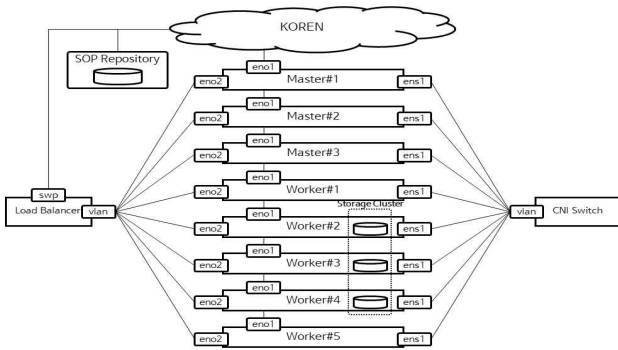 KOREN
SOP Repository
eno1
eno2 Master#1 ens1
eno1
eno2 Master#2 ens1
eno1
eno2 Master#3 ens1
eno1
swp
eno2 Worker#1 ens1
Storage Cluster
eno1
Load Balancer vlan
vlan CNI Switch
eno2 Worker#2 ens1
eno1
eno2 Worker#3 ens1
eno1
eno2 Worker#4 ens1
eno1
eno2 Worker#5 ens1